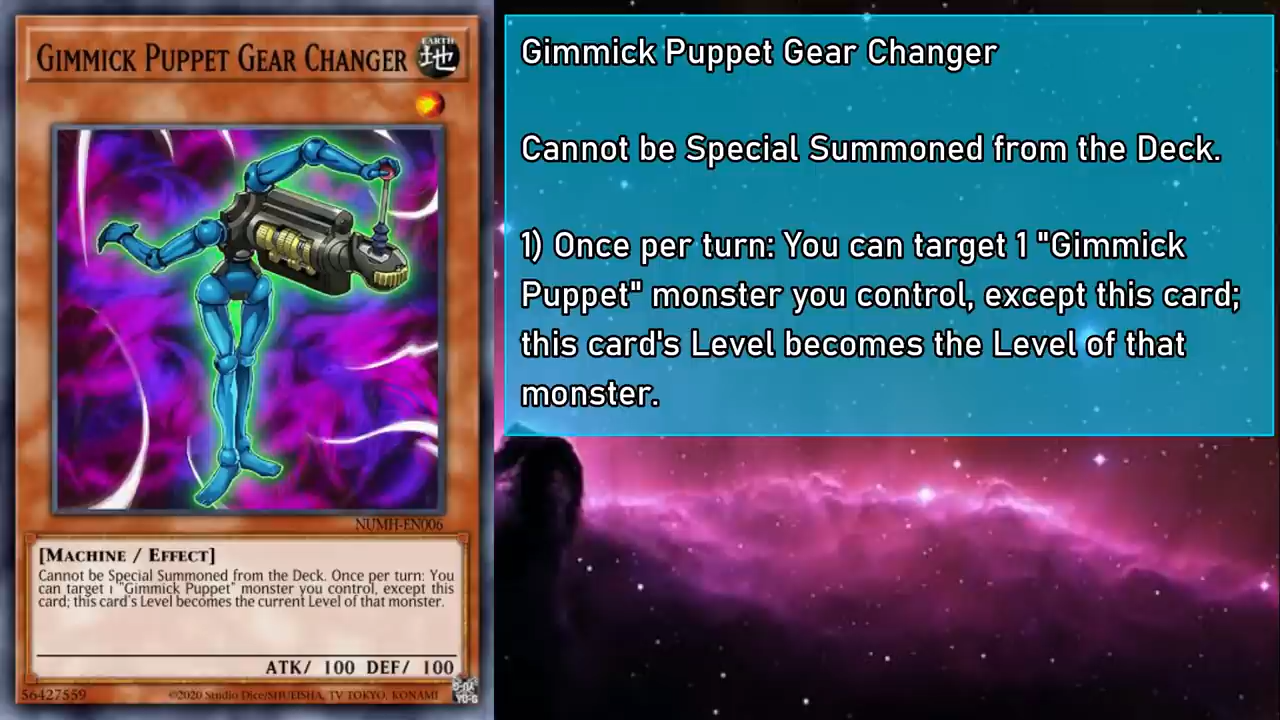 GIMMICK PUPPET GEAR CHANGER
EARTH
地
NUMH-EN006
[MACHINE / EFFECT]
Cannot be Special Summoned from the Deck. Once per turn: You
can target 1 "Gimmick Puppet" monster you control, except this
card; this card's Level becomes the current Level of that monster.
ATK/ 100 DEF/ 100
56427559
©2020 Studio Dice/SHUEISHA, TV TOKYO, KONAMI
Gimmick Puppet Gear Changer
Cannot be Special Summoned from the Deck.
1) Once per turn: You can target 1 "Gimmick
Puppet" monster you control, except this card;
this card's Level becomes the Level of that
monster.